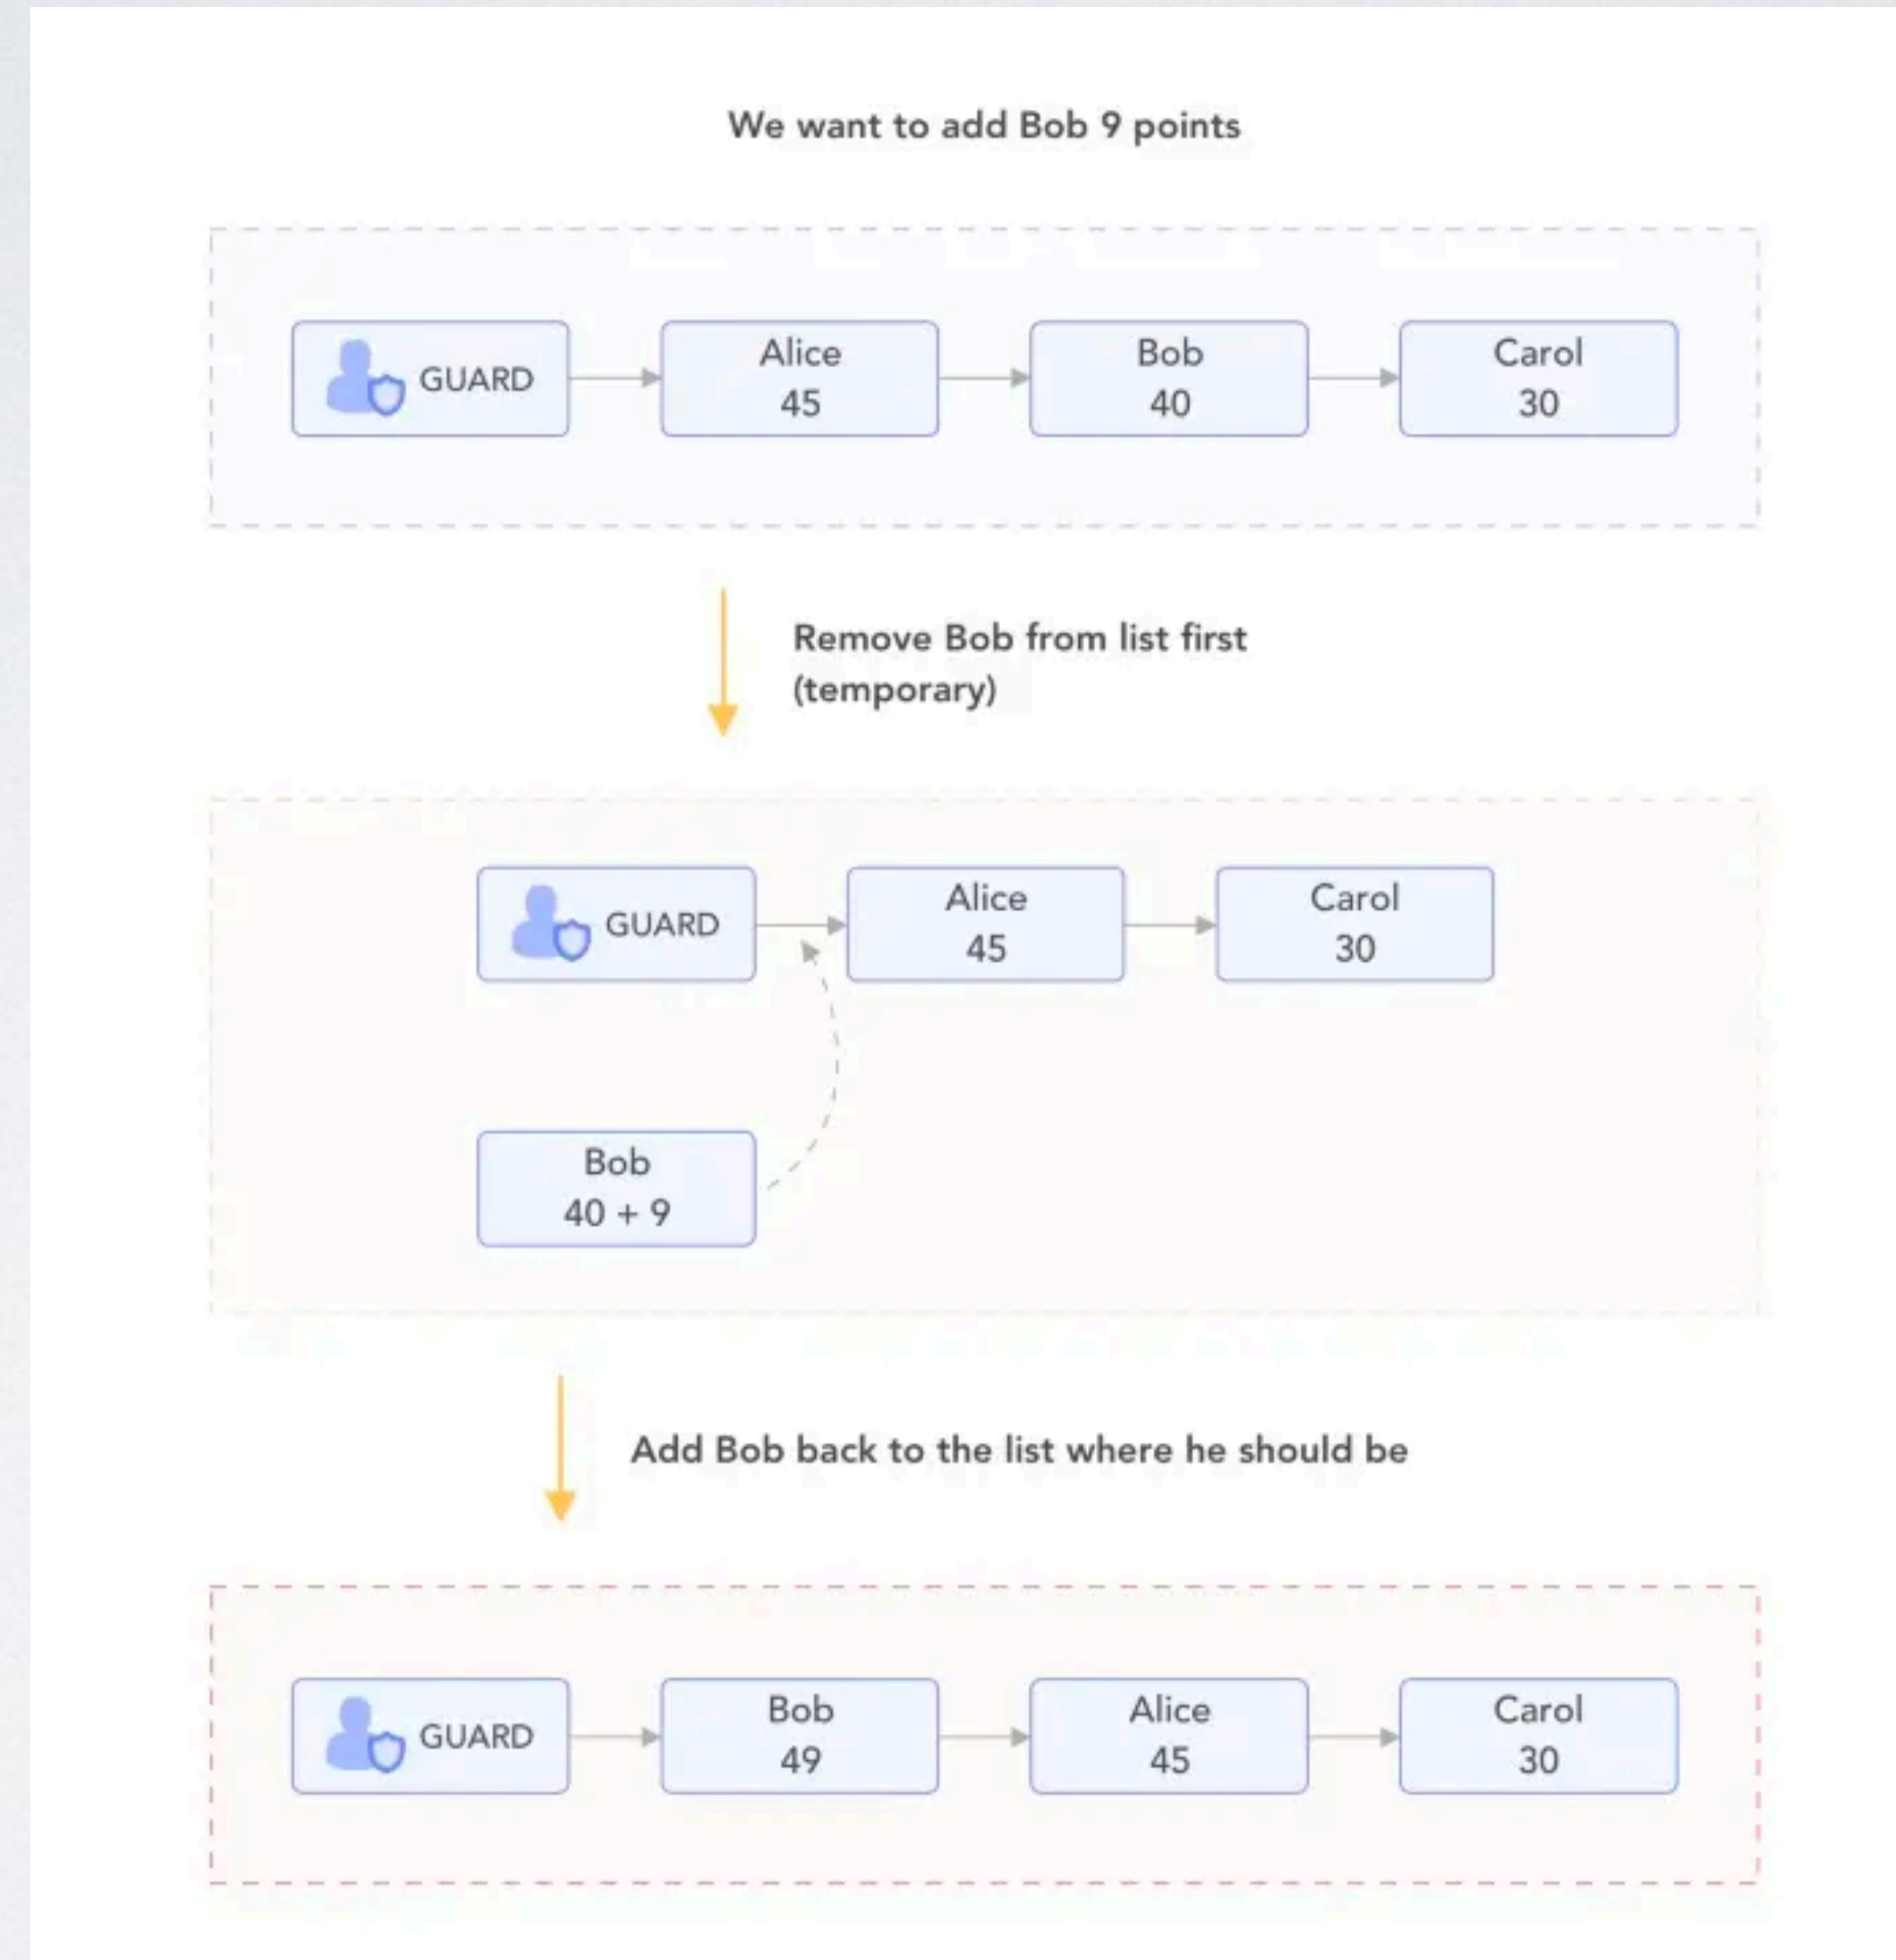 We want to add Bob 9 points
GUARD
Alice
45
Bob
40
Carol
30
Remove Bob from list first
(temporary)
GUARD
Alice
45
Carol
30
Bob
40 + 9
Add Bob back to the list where he should be
GUARD
Bob
49
Alice
45
Carol
30